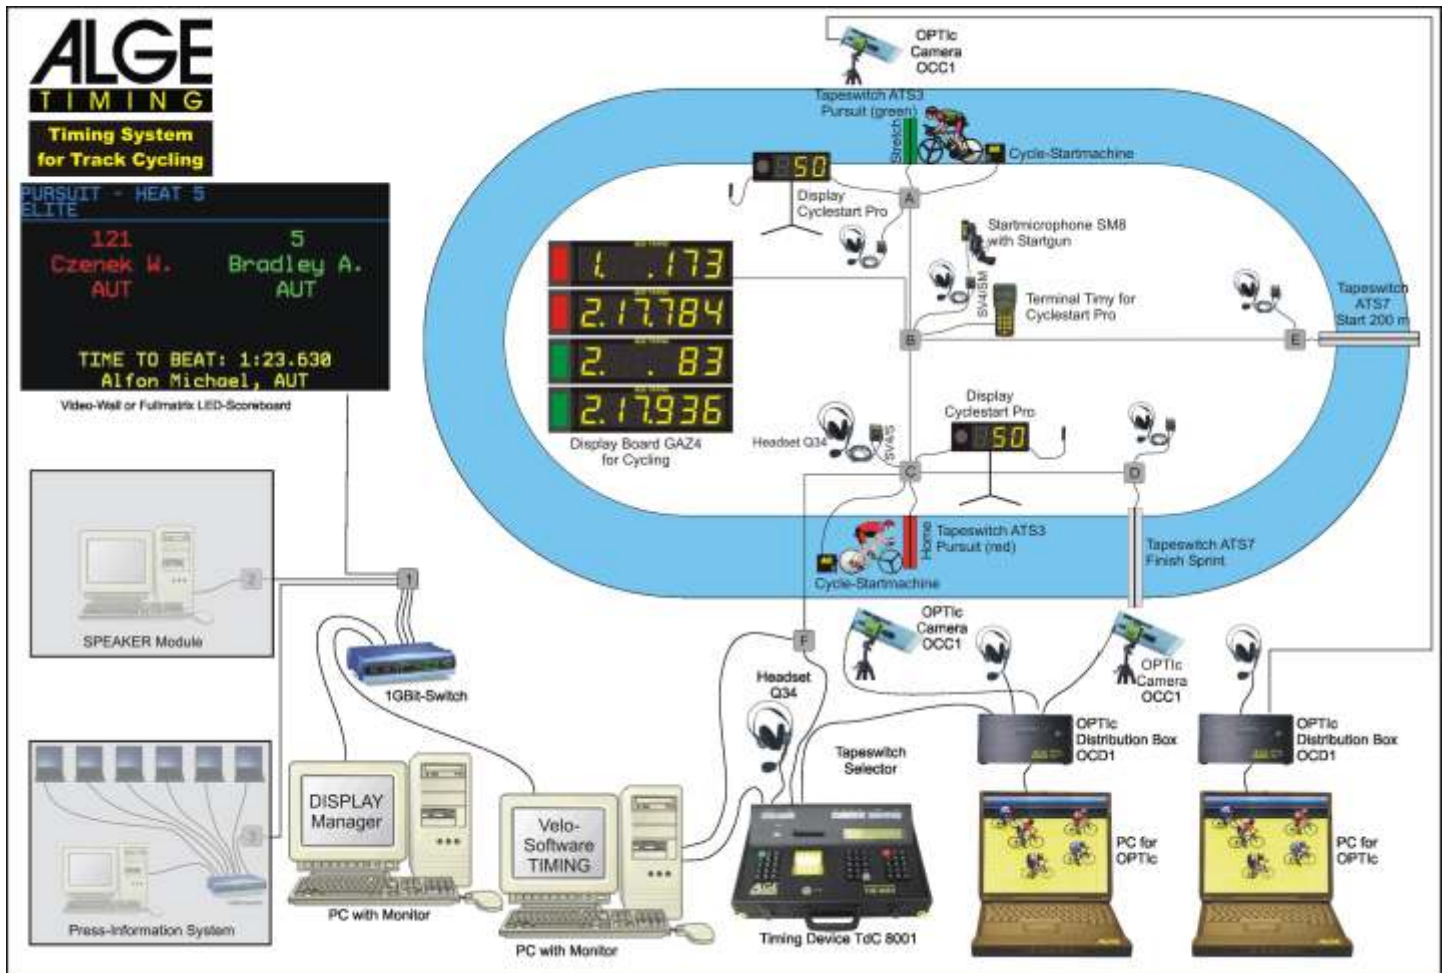 ALGE
TIMING
Timing System
for Track Cycling
PURSUIT - HEAT 5
ELITE
121
Czenek W.
AUT
5
Bradley A.
AUT
TIME TO BEAT: 1:23.630
Alfon Michael, AUT
Video-Wall or Fullmatrix LED-Scoreboard
OPTIc
Camera
OCC1
Tapeswitch ATS3
Pursuit (green)
Stretch
Cycle-Startmachine
50
Display
Cyclestart Pro
A
Startmicrophone SM8
with Startgun
SV4/SM
Terminal Timy for
Cyclestart Pro
B
E
Tapeswitch
ATS7
Start 200 m
1. .173
2.17.784
2. .83
2.17.936
Display Board GAZ4
for Cycling
Headset Q34
SV4/S
Display
Cyclestart Pro
50
C
D
Home
Tapeswitch ATS3
Pursuit (red)
Cycle-Startmachine
Tapeswitch ATS7
Finish Sprint
SPEAKER Module
2
1
1GBit-Switch
F
OPTIc
Camera
OCC1
OPTIc
Camera
OCC1
Headset
Q34
Tapeswitch
Selector
OPTIc
Distribution Box
OCD1
OPTIc
Distribution Box
OCD1
3
Press-Information System
DISPLAY
Manager
PC with Monitor
Velo-
Software
TIMING
PC with Monitor
ALGE
Timing Device TdC 8001
PC for
OPTIc
PC for
OPTIc